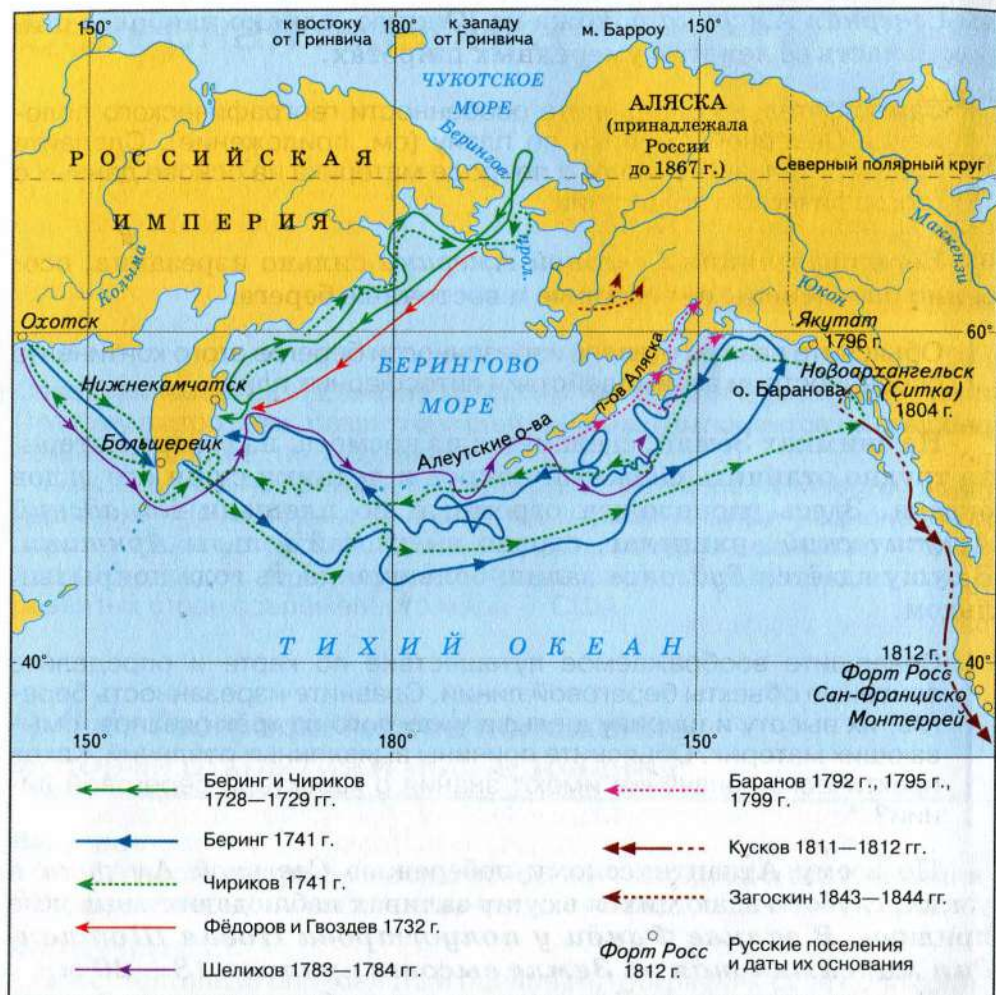 150°
к востоку
от Гринвича
180°
к западу
от Гринвича
м. Барроу
150°
ЧУКОТСКОЕ
МОРЕ
Берингов
прол.
АЛЯСКА
(принадлежала
России
до 1867 г.)
РОССИЙСКАЯ
ИМПЕРИЯ
Северный полярный круг
Маккензи
Колыма
Юкон
Охотск
60°
Якутат
1796 г.
БЕРИНГОВО
МОРЕ
п-ов Аляска
Нижнекамчатск
Новоархангельск
(Ситка)
1804 г.
о. Баранова
Большерецк
Алеутские о-ва
ТИХИЙ ОКЕАН
40°
1812 г.
Форт Росс
40°
Сан-Франциско
Монтеррей
150°
180°
150°
Беринг и Чириков
1728—1729 гг.
Беринг 1741 г.
Чириков 1741 г.
Фёдоров и Гвоздев 1732 г.
Шелихов 1783—1784 гг.
Баранов 1792 г., 1795 г.,
1799 г.
Кусков 1811—1812 гг.
Загоскин 1843—1844 гг.
Форт Росс
1812 г.
Русские поселения
и даты их основания